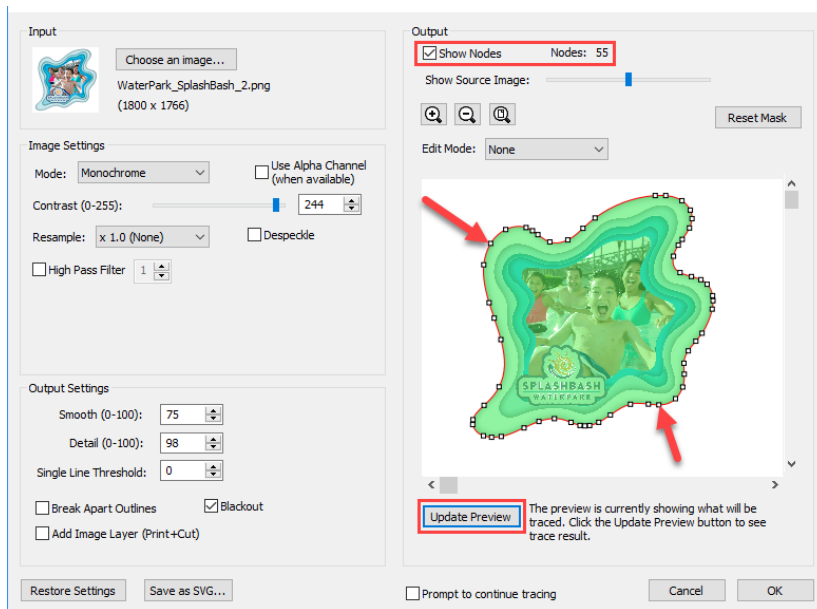 Input
Choose an image...
WaterPark_SplashBash_2.png
(1800 x 1766)
Image Settings
Mode: Monochrome
Use Alpha Channel
(when available)
Contrast (0-255): 244
Resample: x 1.0 (None)
Despeckle
High Pass Filter 1
Output Settings
Smooth (0-100): 75
Detail (0-100): 98
Single Line Threshold: 0
Break Apart Outlines
Blackout
Add Image Layer (Print+Cut)
Restore Settings
Save as SVG...
Output
Show Nodes Nodes: 55
Show Source Image:
Reset Mask
Edit Mode: None
SPLASHBASH
WATERPARK
Update Preview
The preview is currently showing what will be
traced. Click the Update Preview button to see
trace result.
Prompt to continue tracing
Cancel
OK